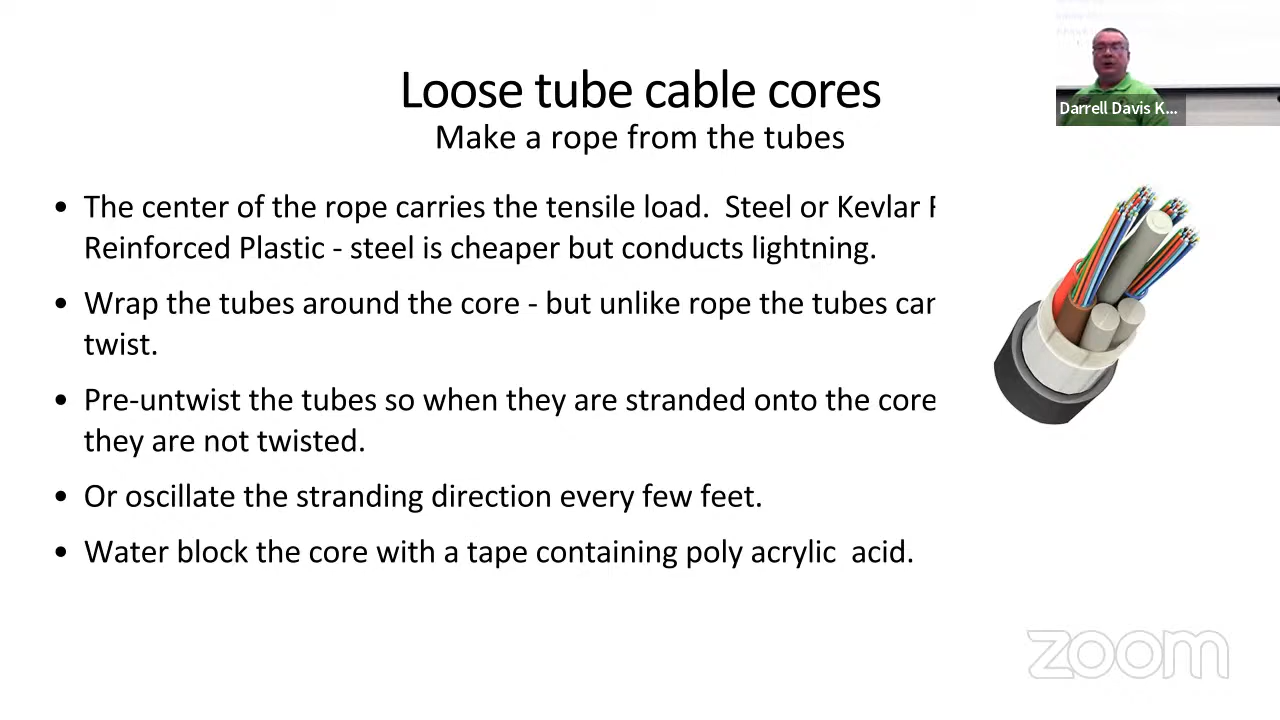 Loose tube cable cores
Make a rope from the tubes
Darrell Davis K...
• The center of the rope carries the tensile load.  Steel or Kevlar
Reinforced Plastic - steel is cheaper but conducts lightning.
• Wrap the tubes around the core - but unlike rope the tubes can
twist.
• Pre-untwist the tubes so when they are stranded onto the core
they are not twisted.
• Or oscillate the stranding direction every few feet.
• Water block the core with a tape containing poly acrylic  acid.
zoom